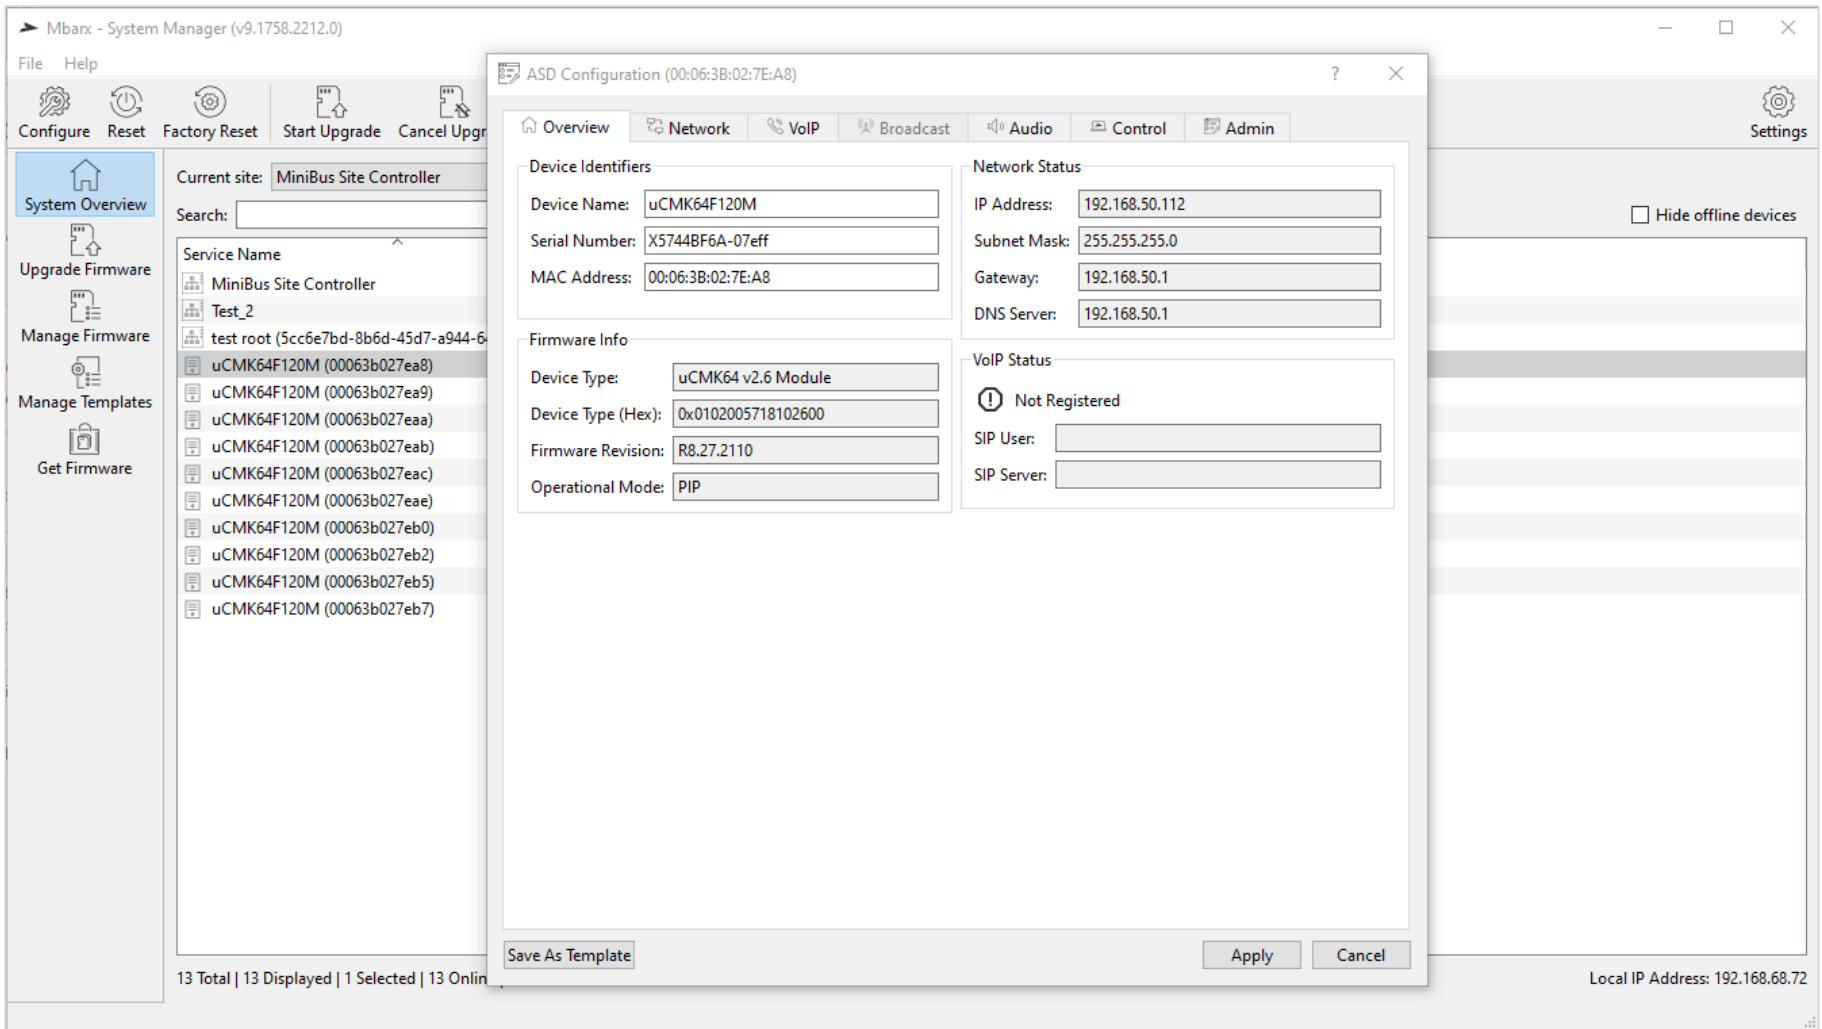 Mbarx - System Manager (v9.1758.2212.0)
File Help
Configure Reset Factory Reset Start Upgrade Cancel Upgr
Settings
System Overview
Upgrade Firmware
Manage Firmware
Manage Templates
Get Firmware
Current site: MiniBus Site Controller
Search:
Hide offline devices
Service Name
MiniBus Site Controller
Test_2
test root (5cc6e7bd-8b6d-45d7-a944-6
uCMK64F120M (00063b027ea8)
uCMK64F120M (00063b027ea9)
uCMK64F120M (00063b027eaa)
uCMK64F120M (00063b027eab)
uCMK64F120M (00063b027eac)
uCMK64F120M (00063b027eae)
uCMK64F120M (00063b027eb0)
uCMK64F120M (00063b027eb2)
uCMK64F120M (00063b027eb5)
uCMK64F120M (00063b027eb7)
13 Total | 13 Displayed | 1 Selected | 13 Onlin
Local IP Address: 192.168.68.72
ASD Configuration (00:06:3B:02:7E:A8)
Overview Network VoIP Broadcast Audio Control Admin
Device Identifiers
Device Name: uCMK64F120M
Serial Number: X5744BF6A-07eff
MAC Address: 00:06:3B:02:7E:A8
Firmware Info
Device Type: uCMK64 v2.6 Module
Device Type (Hex): 0x0102005718102600
Firmware Revision: R8.27.2110
Operational Mode: PIP
Network Status
IP Address: 192.168.50.112
Subnet Mask: 255.255.255.0
Gateway: 192.168.50.1
DNS Server: 192.168.50.1
VoIP Status
Not Registered
SIP User:
SIP Server:
Save As Template
Apply
Cancel